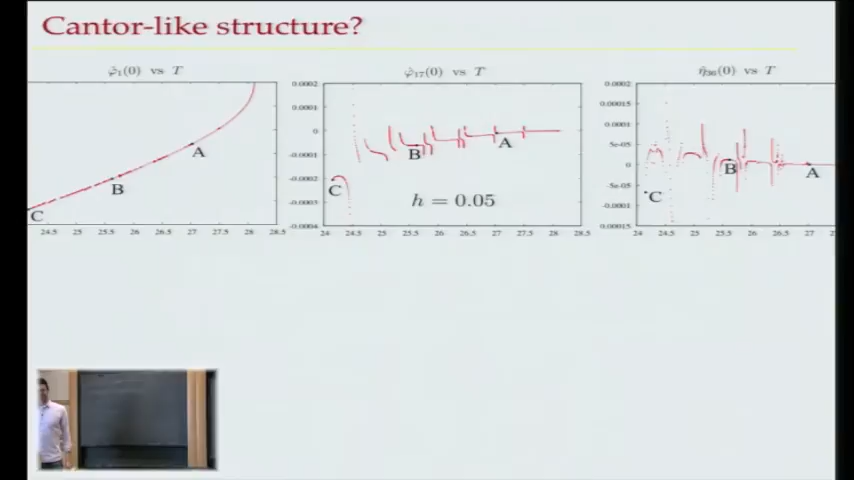 Cantor-like structure?
φ̂₁(0) vs T
φ̂₁₇(0) vs T
η̂₃₆(0) vs T
A
B
C
24.5 25 25.5 26 26.5 27 27.5 28 28.5
0.0002
0.0001
0
-0.0001
-0.0002
-0.0003
-0.0004
A
B
C
h = 0.05
24 24.5 25 25.5 26 26.5 27 27.5 28 28.5
0.0002
0.00015
0.0001
5e-05
0
-5e-05
-0.0001
0.00015
A
B
C
24 24.5 25 25.5 26 26.5 27 27.